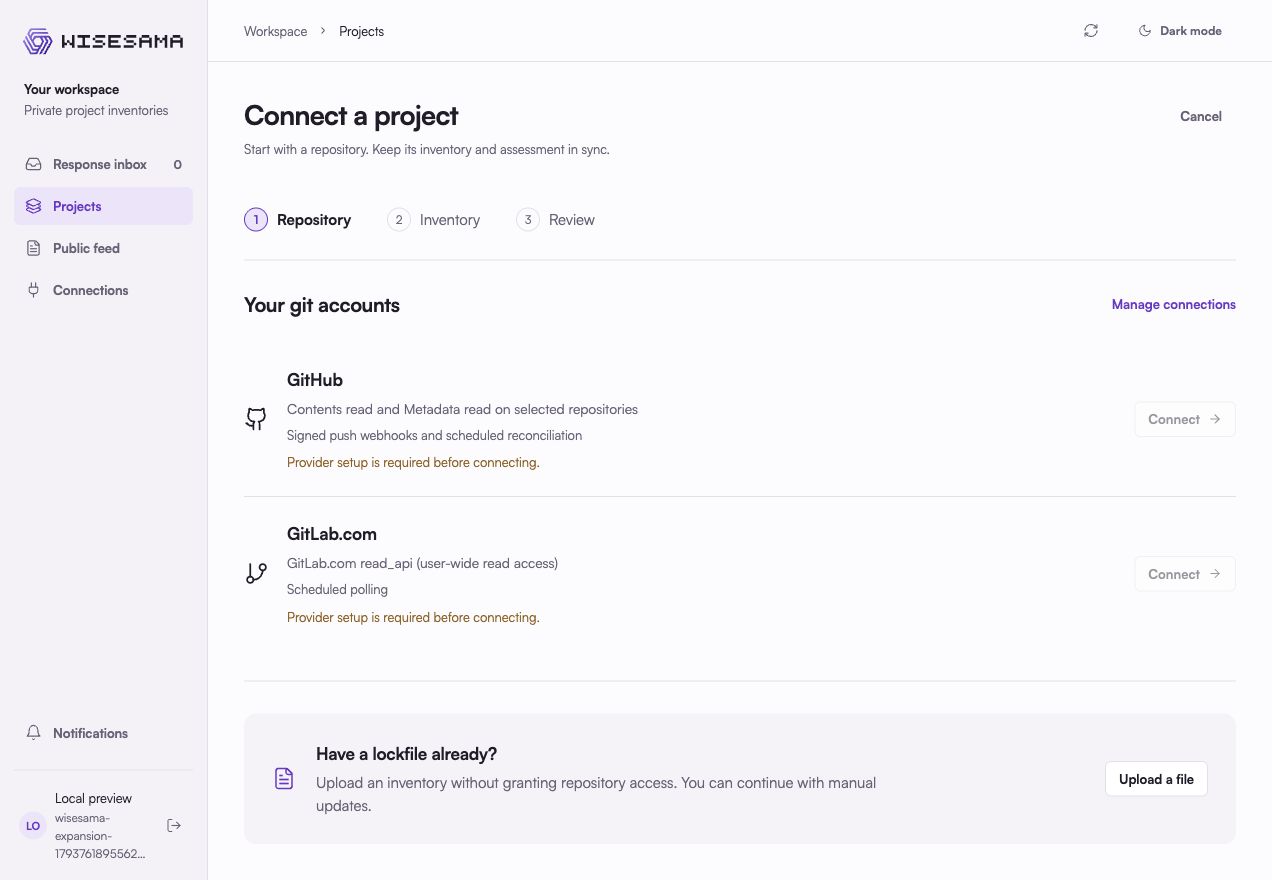 WISESAMA
Your workspace
Private project inventories
Response inbox 0
Projects
Public feed
Connections
Notifications
Local preview
LO
wisesama-
expansion-
1793761895562...
Workspace > Projects
Dark mode
Connect a project
Cancel
Start with a repository. Keep its inventory and assessment in sync.
1 Repository
2 Inventory
3 Review
Your git accounts
Manage connections
GitHub
Contents read and Metadata read on selected repositories
Signed push webhooks and scheduled reconciliation
Provider setup is required before connecting.
Connect →
GitLab.com
GitLab.com read_api (user-wide read access)
Scheduled polling
Provider setup is required before connecting.
Connect →
Have a lockfile already?
Upload an inventory without granting repository access. You can continue with manual
updates.
Upload a file